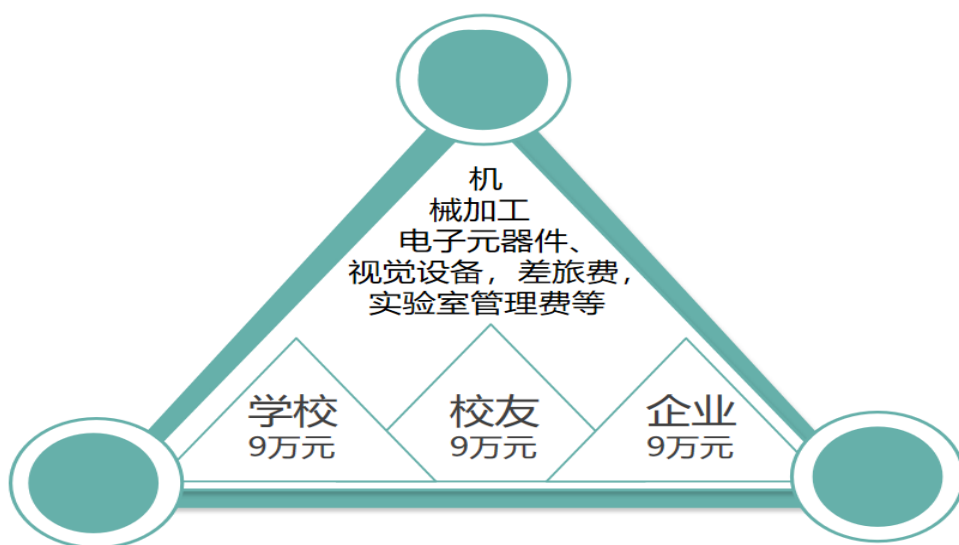 机
械加工
电子元器件、
视觉设备，差旅费，
实验室管理费等
学校
9万元
校友
9万元
企业
9万元